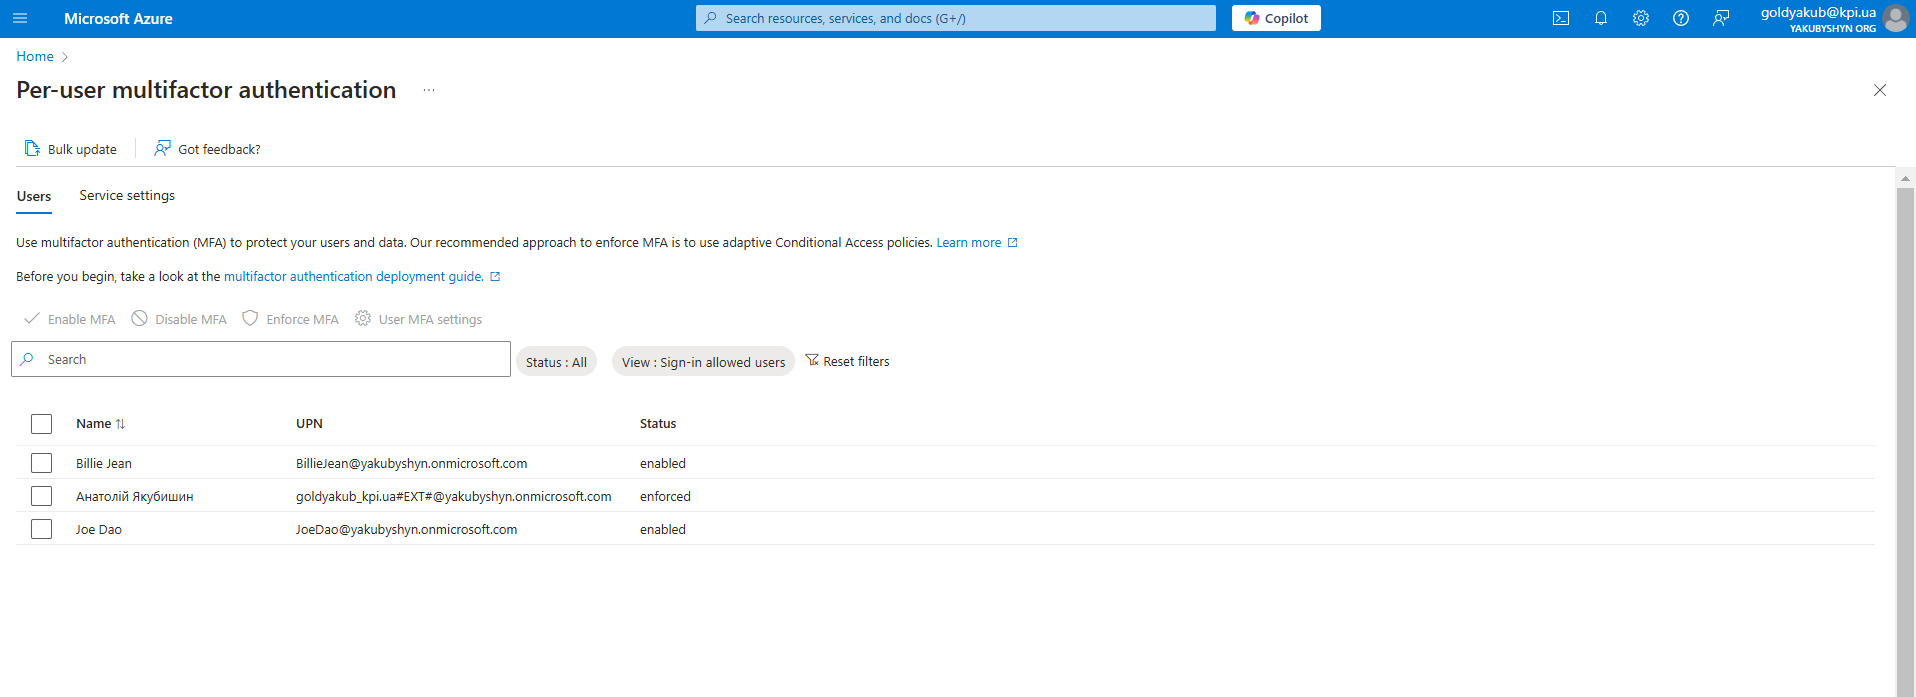 Microsoft Azure
Search resources, services, and docs (G+/)
Copilot
goldyakub@kpi.ua
YAKUBYSHYN ORG
Home
Per-user multifactor authentication
Bulk update
Got feedback?
Users
Service settings
Use multifactor authentication (MFA) to protect your users and data. Our recommended approach to enforce MFA is to use adaptive Conditional Access policies. Learn more
Before you begin, take a look at the multifactor authentication deployment guide.
Enable MFA
Disable MFA
Enforce MFA
User MFA settings
Search
Status : All
View : Sign-in allowed users
Reset filters
Name UPN Status
Billie Jean BillieJean@yakubyshyn.onmicrosoft.com enabled
Анатолій Якубишин goldyakub_kpi.ua#EXT#@yakubyshyn.onmicrosoft.com enforced
Joe Dao JoeDao@yakubyshyn.onmicrosoft.com enabled